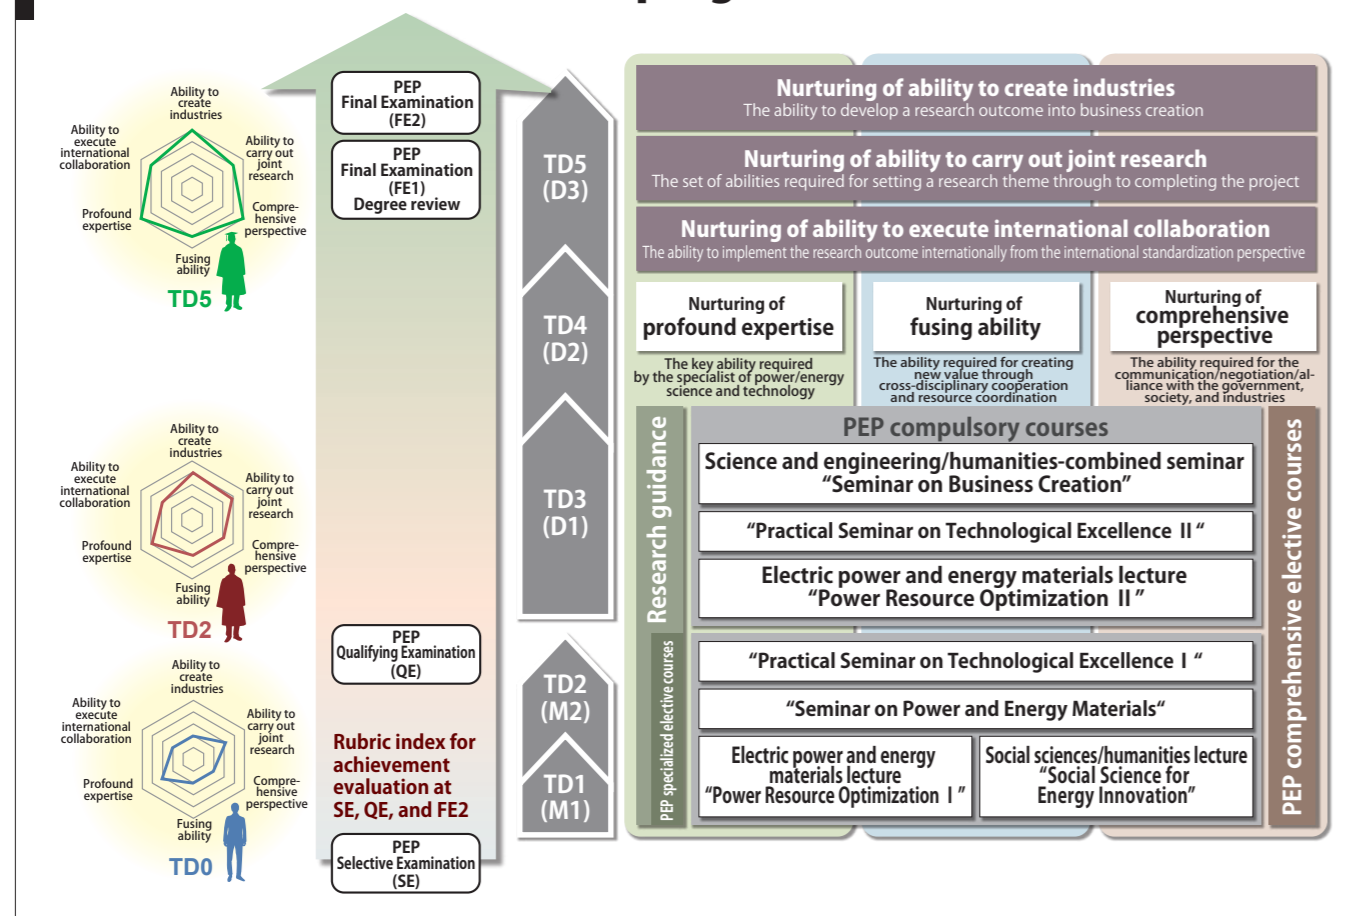 Ability to
create
industries
Ability to
execute
international
collaboration
Ability to
carry out
joint
research
Profound
expertise
Compre-
hensive
perspective
Fusing
ability
TD5
Ability to
create
industries
Ability to
execute
international
collaboration
Ability to
carry out
joint
research
Profound
expertise
Compre-
hensive
perspective
Fusing
ability
TD2
Ability to
create
industries
Ability to
execute
international
collaboration
Ability to
carry out
joint
research
Profound
expertise
Compre-
hensive
perspective
Fusing
ability
TD0
PEP
Final Examination
(FE2)
PEP
Final Examination
(FE1)
Degree review
PEP
Qualifying Examination
(QE)
Rubric index for
achievement
evaluation at
SE, QE, and FE2
PEP
Selective Examination
(SE)
TD5
(D3)
TD4
(D2)
TD3
(D1)
TD2
(M2)
TD1
(M1)
Nurturing of ability to create industries
The ability to develop a research outcome into business creation
Nurturing of ability to carry out joint research
The set of abilities required for setting a research theme through to completing the project
Nurturing of ability to execute international collaboration
The ability to implement the research outcome internationally from the international standardization perspective
Nurturing of
profound expertise
The key ability required
by the specialist of power/energy
science and technology
Nurturing of
fusing ability
The ability required for creating
new value through
cross-disciplinary cooperation
and resource coordination
Nurturing of
comprehensive
perspective
The ability required for the
communication/negotiation/al-
liance with the government,
society, and industries
Research guidance
PEP specialized elective courses
PEP compulsory courses
Science and engineering/humanities-combined seminar
“Seminar on Business Creation”
“Practical Seminar on Technological Excellence II “
Electric power and energy materials lecture
“Power Resource Optimization II ”
“Practical Seminar on Technological Excellence I “
“Seminar on Power and Energy Materials“
Electric power and energy
materials lecture
“Power Resource Optimization I ”
Social sciences/humanities lecture
“Social Science for
Energy Innovation”
PEP comprehensive elective courses